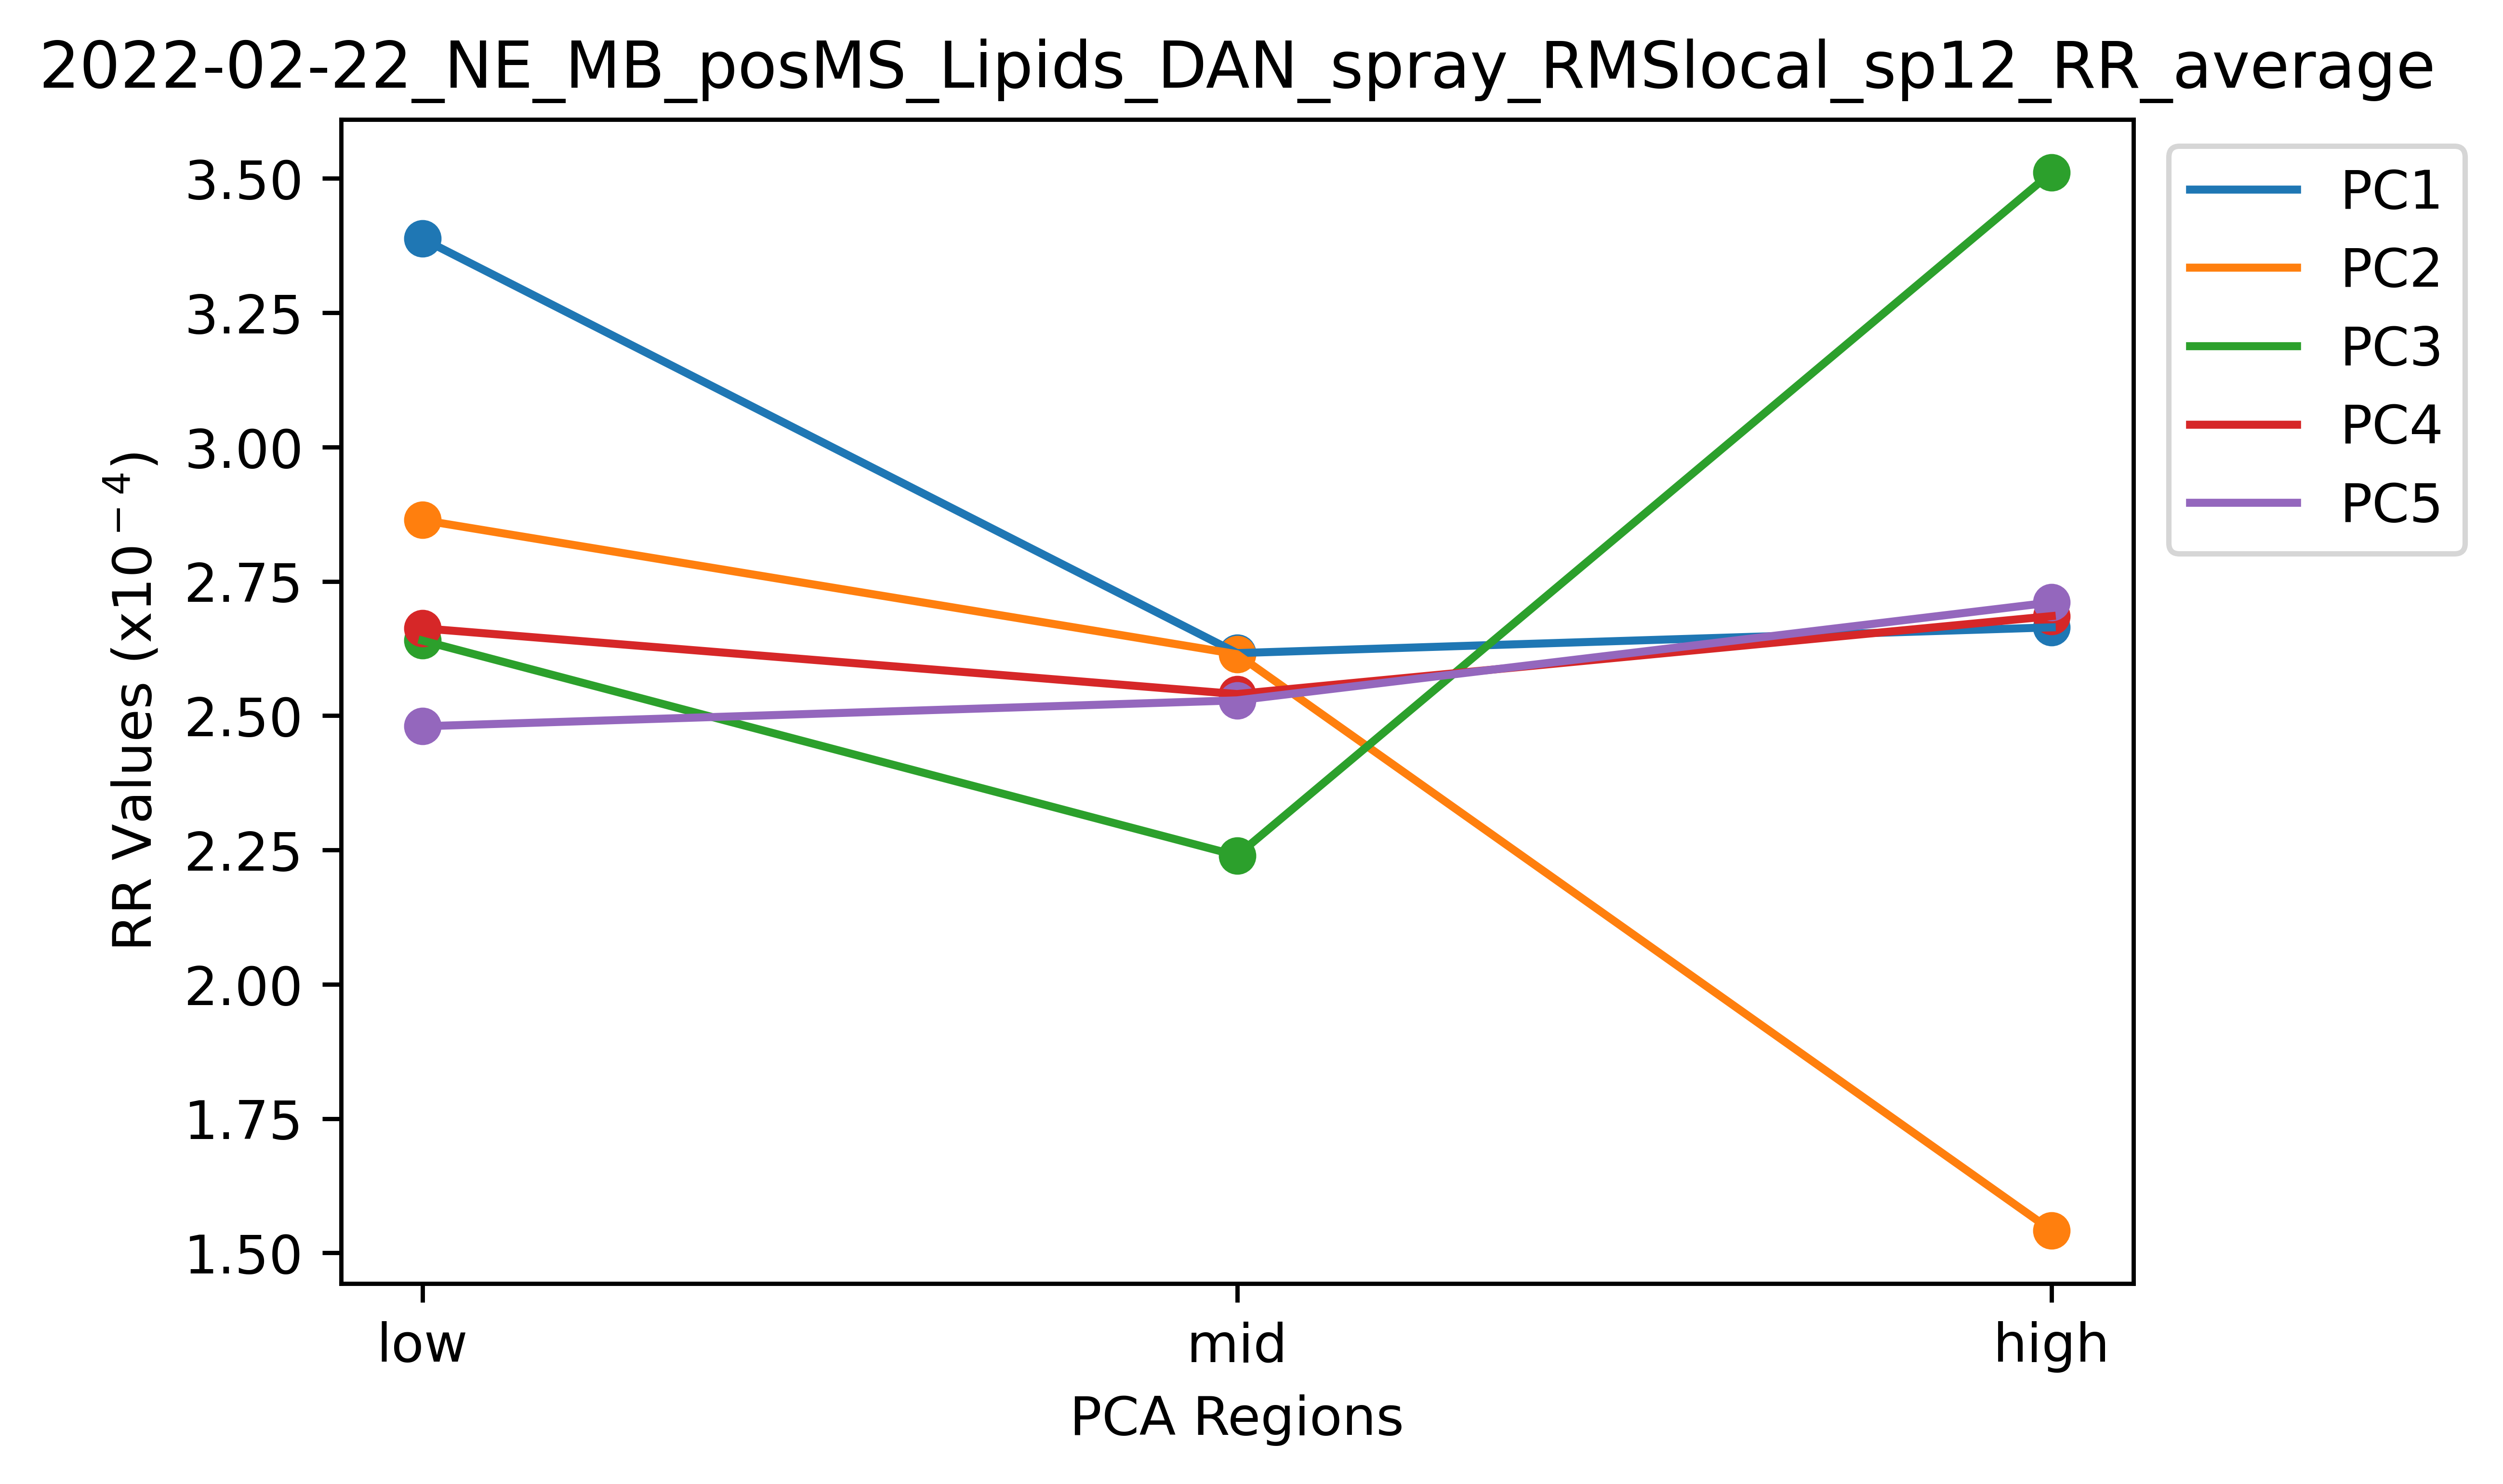 2022-02-22_NE_MB_posMS_Lipids_DAN_spray_RMSlocal_sp12_RR_average
3.50
3.25
3.00
2.75
2.50
2.25
2.00
1.75
1.50
RR Values (x10⁻⁴)
low
mid
high
PCA Regions
PC1
PC2
PC3
PC4
PC5